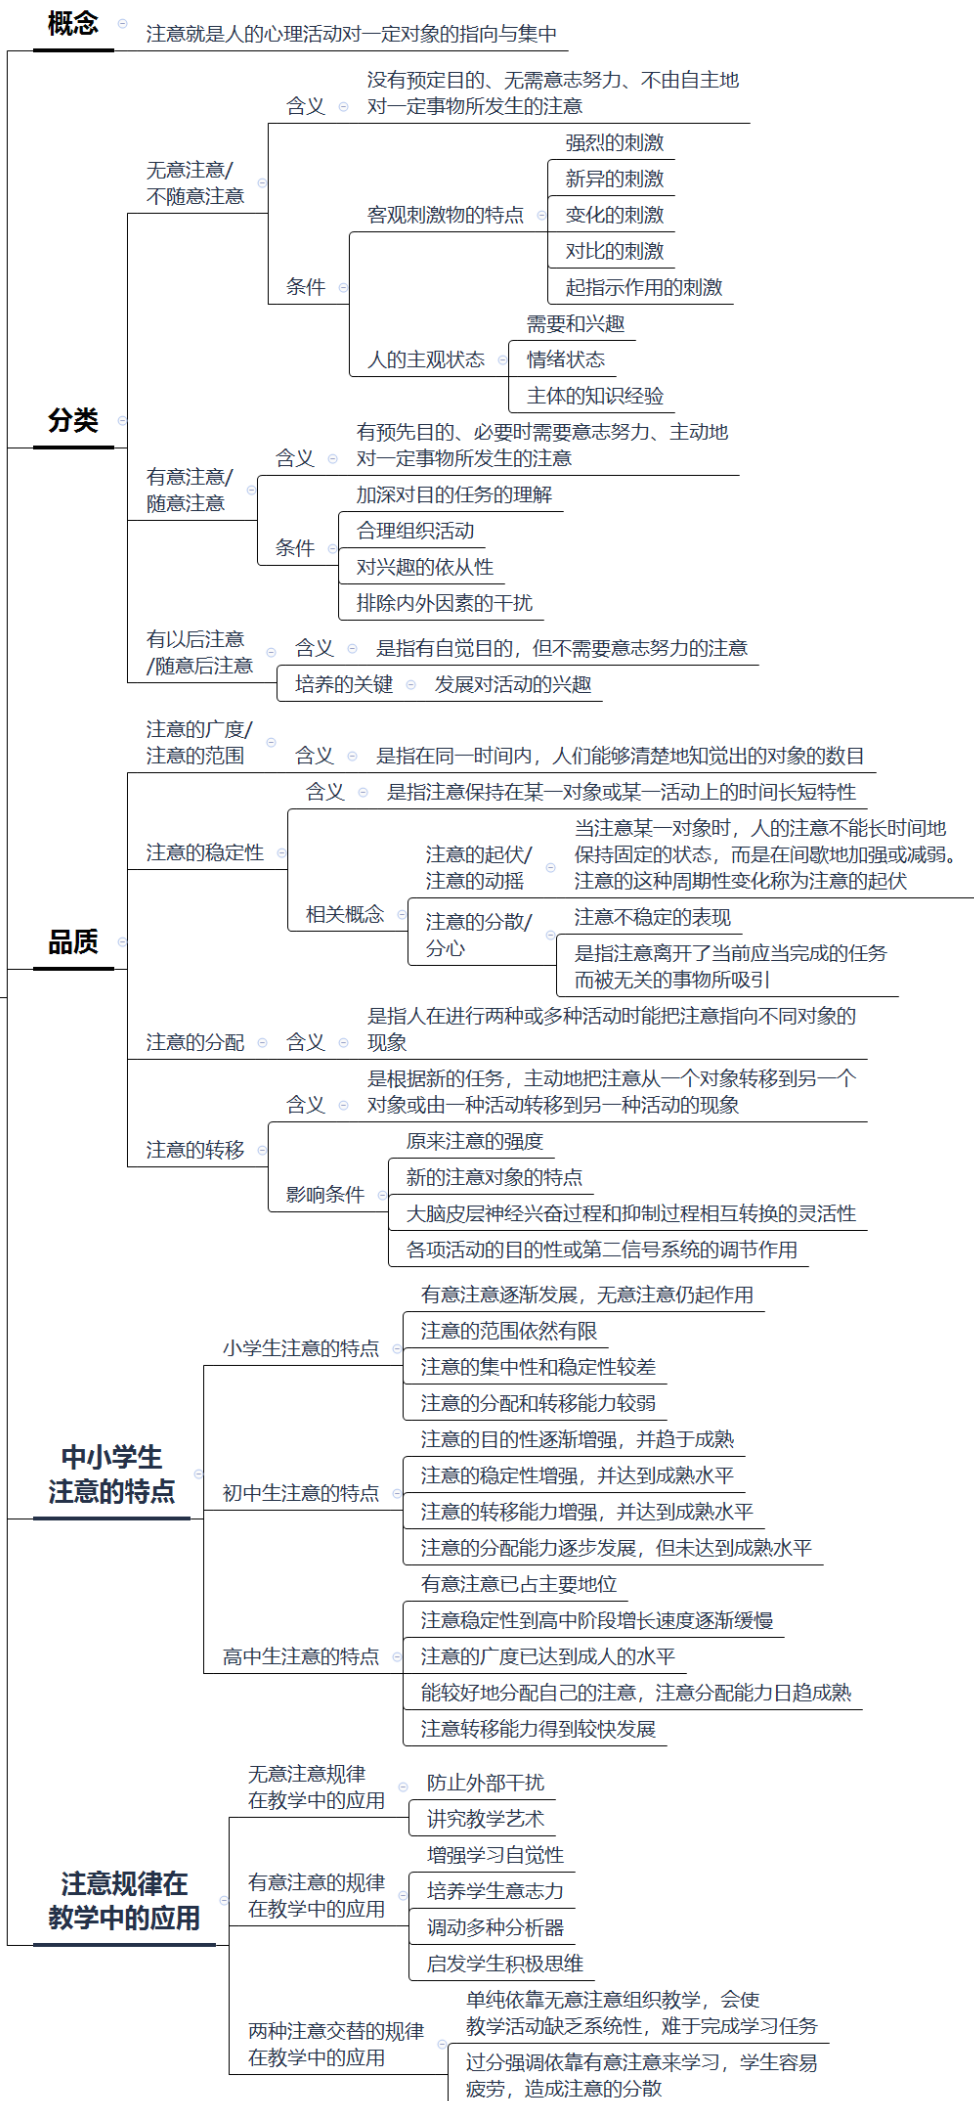 概念
注意就是人的心理活动对一定对象的指向与集中
分类
无意注意/
不随意注意
含义
没有预定目的、无需意志努力、不由自主地
对一定事物所发生的注意
条件
客观刺激物的特点
强烈的刺激
新异的刺激
变化的刺激
对比的刺激
起指示作用的刺激
人的主观状态
需要和兴趣
情绪状态
主体的知识经验
有意注意/
随意注意
含义
有预先目的、必要时需要意志努力、主动地
对一定事物所发生的注意
条件
加深对目的任务的理解
合理组织活动
对兴趣的依从性
排除内外因素的干扰
有以后注意
/随意后注意
含义
是指有自觉目的，但不需要意志努力的注意
培养的关键
发展对活动的兴趣
品质
注意的广度/
注意的范围
含义
是指在同一时间内，人们能够清楚地知觉出的对象的数目
注意的稳定性
含义
是指注意保持在某一对象或某一活动上的时间长短特性
相关概念
注意的起伏/
注意的动摇
当注意某一对象时，人的注意不能长时间地
保持固定的状态，而是在间歇地加强或减弱。
注意的这种周期性变化称为注意的起伏
注意的分散/
分心
注意不稳定的表现
是指注意离开了当前应当完成的任务
而被无关的事物所吸引
注意的分配
含义
是指人在进行两种或多种活动时能把注意指向不同对象的
现象
注意的转移
含义
是根据新的任务，主动地把注意从一个对象转移到另一个
对象或由一种活动转移到另一种活动的现象
影响条件
原来注意的强度
新的注意对象的特点
大脑皮层神经兴奋过程和抑制过程相互转换的灵活性
各项活动的目的性或第二信号系统的调节作用
中小学生
注意的特点
小学生注意的特点
有意注意逐渐发展，无意注意仍起作用
注意的范围依然有限
注意的集中性和稳定性较差
注意的分配和转移能力较弱
初中生注意的特点
注意的目的性逐渐增强，并趋于成熟
注意的稳定性增强，并达到成熟水平
注意的转移能力增强，并达到成熟水平
注意的分配能力逐步发展，但未达到成熟水平
高中生注意的特点
有意注意已占主要地位
注意稳定性到高中阶段增长速度逐渐缓慢
注意的广度已达到成人的水平
能较好地分配自己的注意，注意分配能力日趋成熟
注意转移能力得到较快发展
注意规律在
教学中的应用
无意注意规律
在教学中的应用
防止外部干扰
讲究教学艺术
有意注意的规律
在教学中的应用
增强学习自觉性
培养学生意志力
调动多种分析器
启发学生积极思维
两种注意交替的规律
在教学中的应用
单纯依靠无意注意组织教学，会使
教学活动缺乏系统性，难于完成学习任务
过分强调依靠有意注意来学习，学生容易
疲劳，造成注意的分散